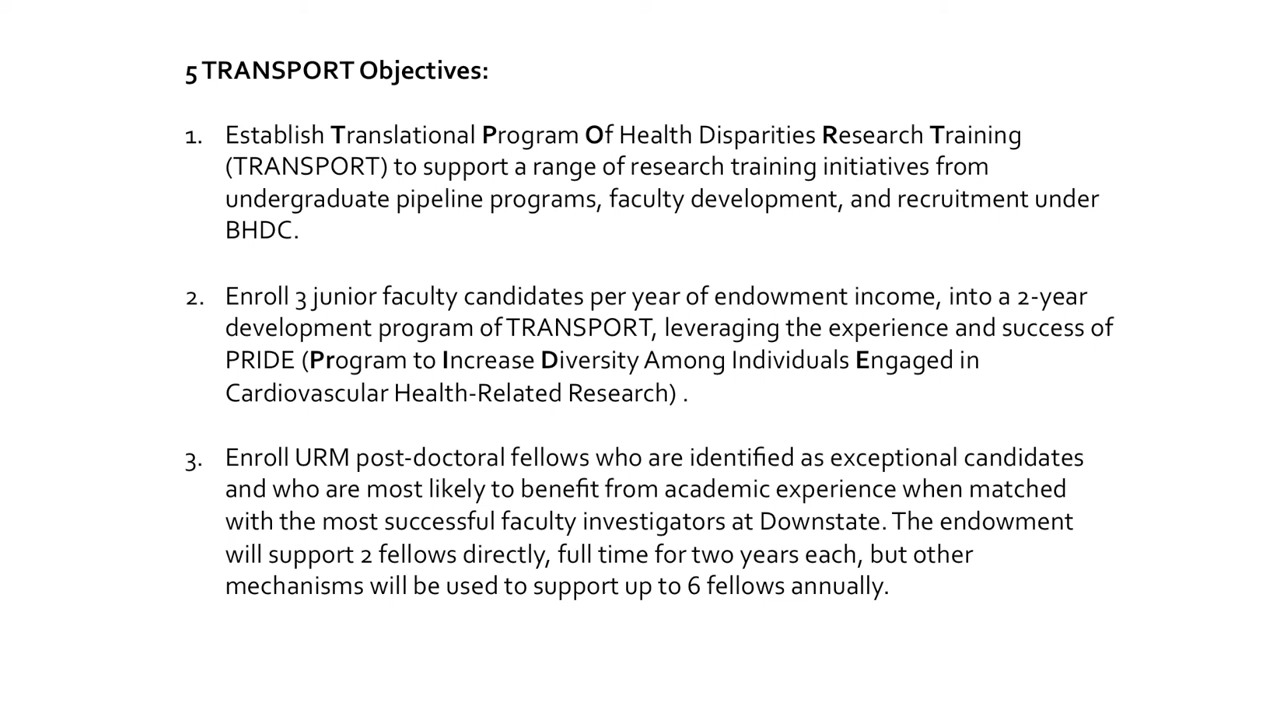 5 TRANSPORT Objectives:
1. Establish Translational Program Of Health Disparities Research Training
(TRANSPORT) to support a range of research training initiatives from
undergraduate pipeline programs, faculty development, and recruitment under
BHDC.
2. Enroll 3 junior faculty candidates per year of endowment income, into a 2-year
development program of TRANSPORT, leveraging the experience and success of
PRIDE (Program to Increase Diversity Among Individuals Engaged in
Cardiovascular Health-Related Research) .
3. Enroll URM post-doctoral fellows who are identified as exceptional candidates
and who are most likely to benefit from academic experience when matched
with the most successful faculty investigators at Downstate. The endowment
will support 2 fellows directly, full time for two years each, but other
mechanisms will be used to support up to 6 fellows annually.